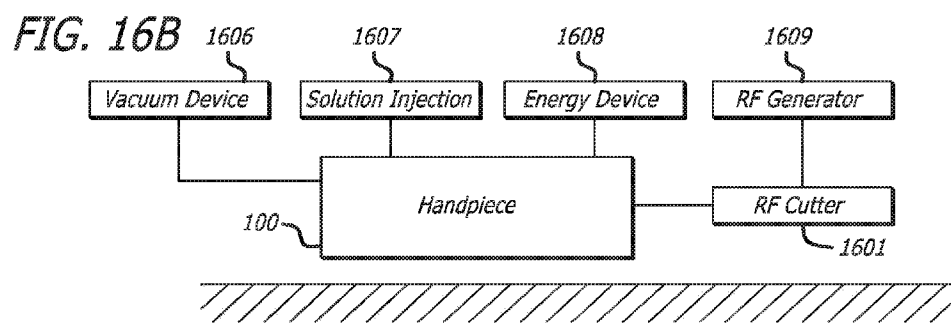 FIG. 16B
1606
1607
1608
1609
Vacuum Device
Solution Injection
Energy Device
RF Generator
Handpiece
RF Cutter
100
1601